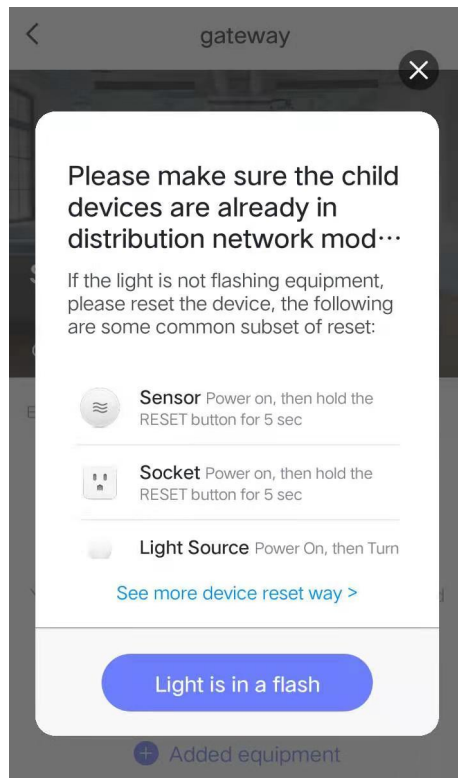 gateway
Please make sure the child
devices are already in
distribution network mod···
If the light is not flashing equipment,
please reset the device, the following
are some common subset of reset:
Sensor Power on, then hold the
RESET button for 5 sec
Socket Power on, then hold the
RESET button for 5 sec
Light Source Power On, then Turn
See more device reset way >
Light is in a flash
Added equipment